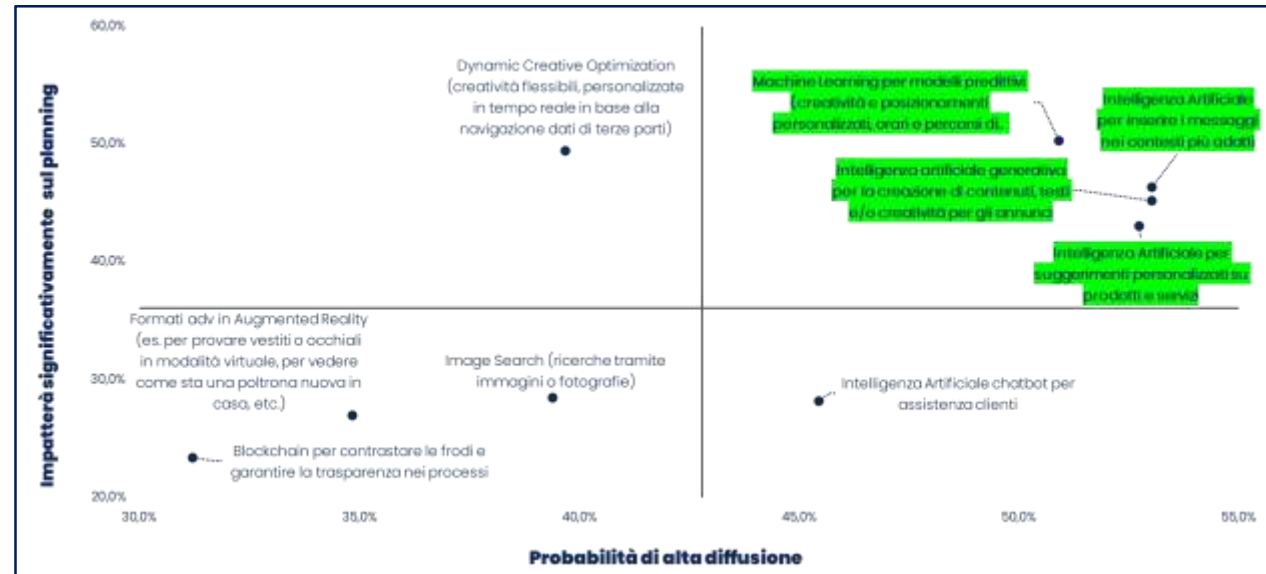 60,0%
50,0%
40,0%
30,0%
20,0%
Impatterà significativamente sul planning
Dynamic Creative Optimization
(creatività flessibili, personalizzate
in tempo reale in base alla
navigazione dati di terze parti)
Machine Learning per modelli predittivi
(creatività e posizionamenti
personalizzati, orari e percorsi di...
Intelligenza Artificiale
per inserire i messaggi
nei contesti più adatti
Intelligenza artificiale generativa
per la creazione di contenuti, testi
e/o creatività per gli annunci
Intelligenza Artificiale per
suggerimenti personalizzati su
prodotti e servizi
Formati adv in Augmented Reality
(es. per provare vestiti o occhiali
in modalità virtuale, per vedere
come sta una poltrona nuova in
casa, etc.)
Image Search (ricerche tramite
immagini o fotografie)
Intelligenza Artificiale chatbot per
assistenza clienti
Blockchain per contrastare le frodi e
garantire la trasparenza nei processi
30,0%
35,0%
40,0%
45,0%
50,0%
55,0%
Probabilità di alta diffusione